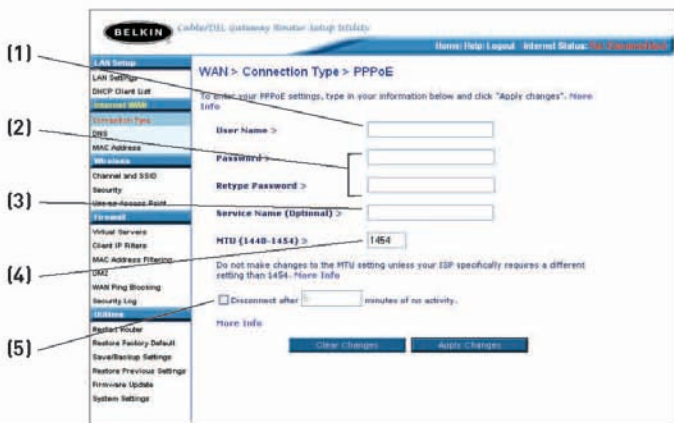 BELKIN
Cable/DSL Gateway Router Setup Utility
Home| Help| Logout Internet Status:
LAN Setup
LAN Settings
DHCP Client List
Internet WAN
Connection Type
DNS
MAC Address
Wireless
Channel and SSID
Security
Use as Access Point
Firewall
Virtual Servers
Client IP Filters
MAC Address Filtering
DMZ
WAN Ping Blocking
Security Log
Utilities
Restart Router
Restore Factory Default
Save/Backup Settings
Restore Previous Settings
Firmware Update
System Settings
WAN > Connection Type > PPPoE
To enter your PPPoE settings, type in your information below and click "Apply changes". More
Info
(1)
User Name >
(2)
Password >
Retype Password >
(3)
Service Name (Optional) >
(4)
MTU (1440-1454) > 1454
Do not make changes to the MTU setting unless your ISP specifically requires a different
setting than 1454. More Info
(5)
Disconnect after 5 minutes of no activity.
More Info
Clear Changes Apply Changes